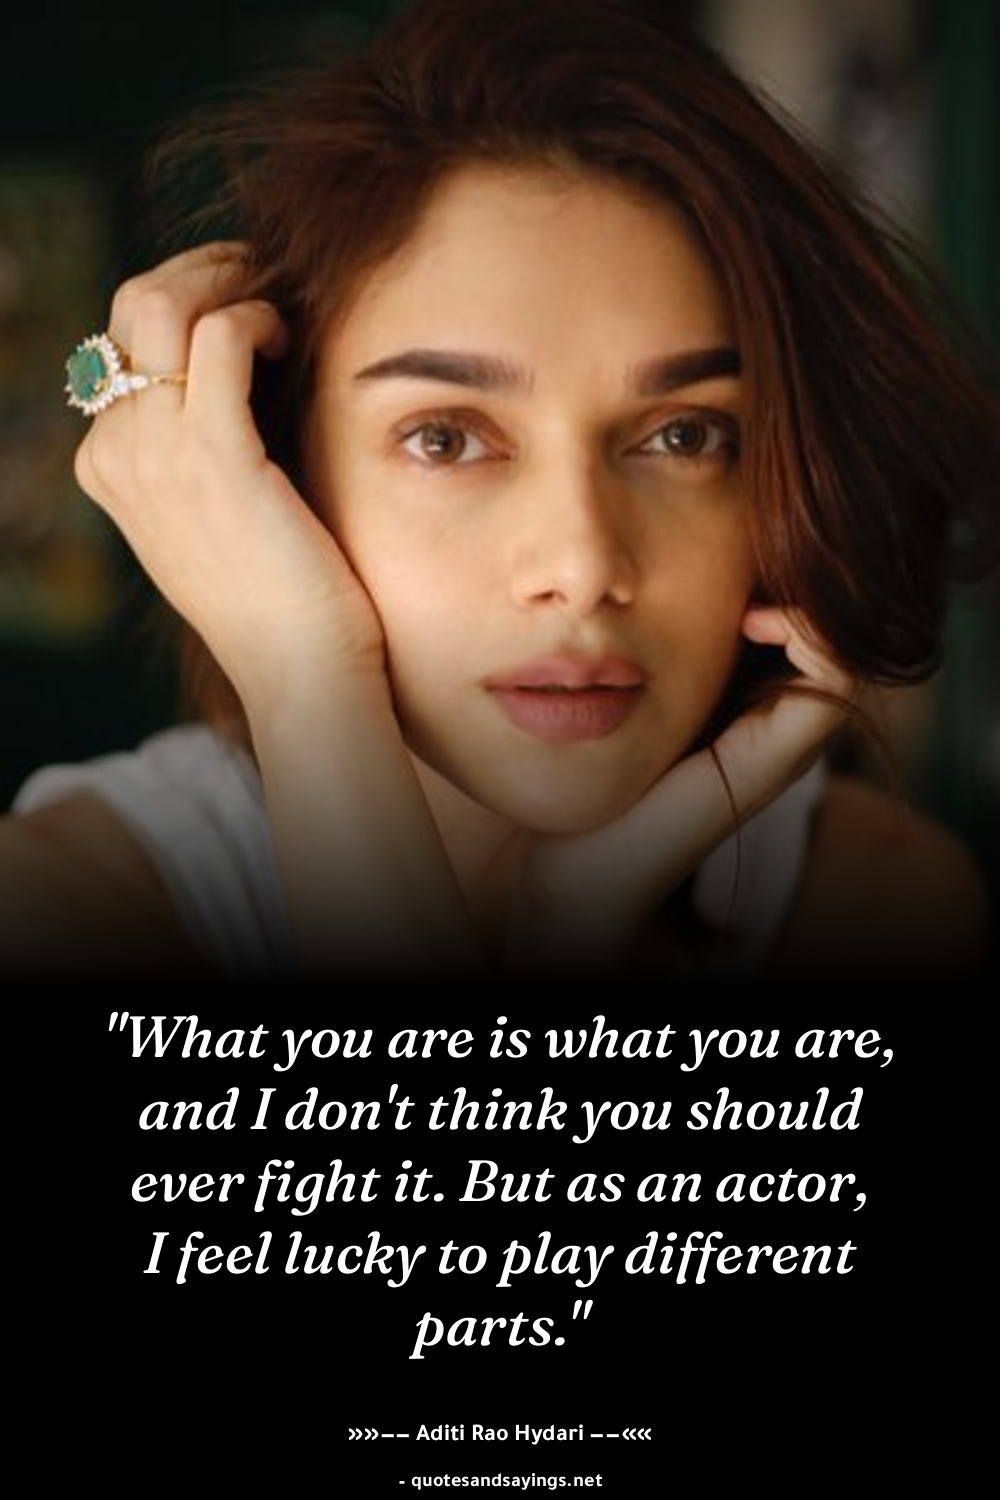 "What you are is what you are,
and I don't think you should
ever fight it. But as an actor,
I feel lucky to play different
parts."
»»−− Aditi Rao Hydari −−««
- quotesandsayings.net